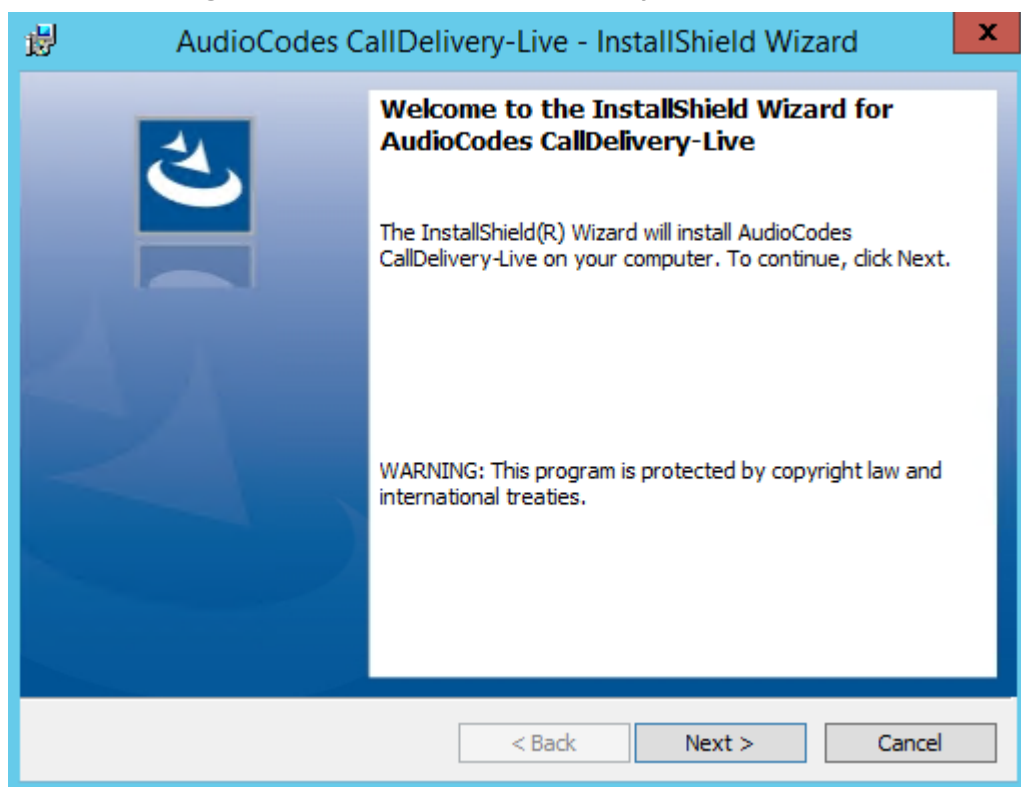 AudioCodes CallDelivery-Live - InstallShield Wizard
x
Welcome to the InstallShield Wizard for
AudioCodes CallDelivery-Live
The InstallShield(R) Wizard will install AudioCodes
CallDelivery-Live on your computer. To continue, click Next.
WARNING: This program is protected by copyright law and
international treaties.
< Back
Next >
Cancel